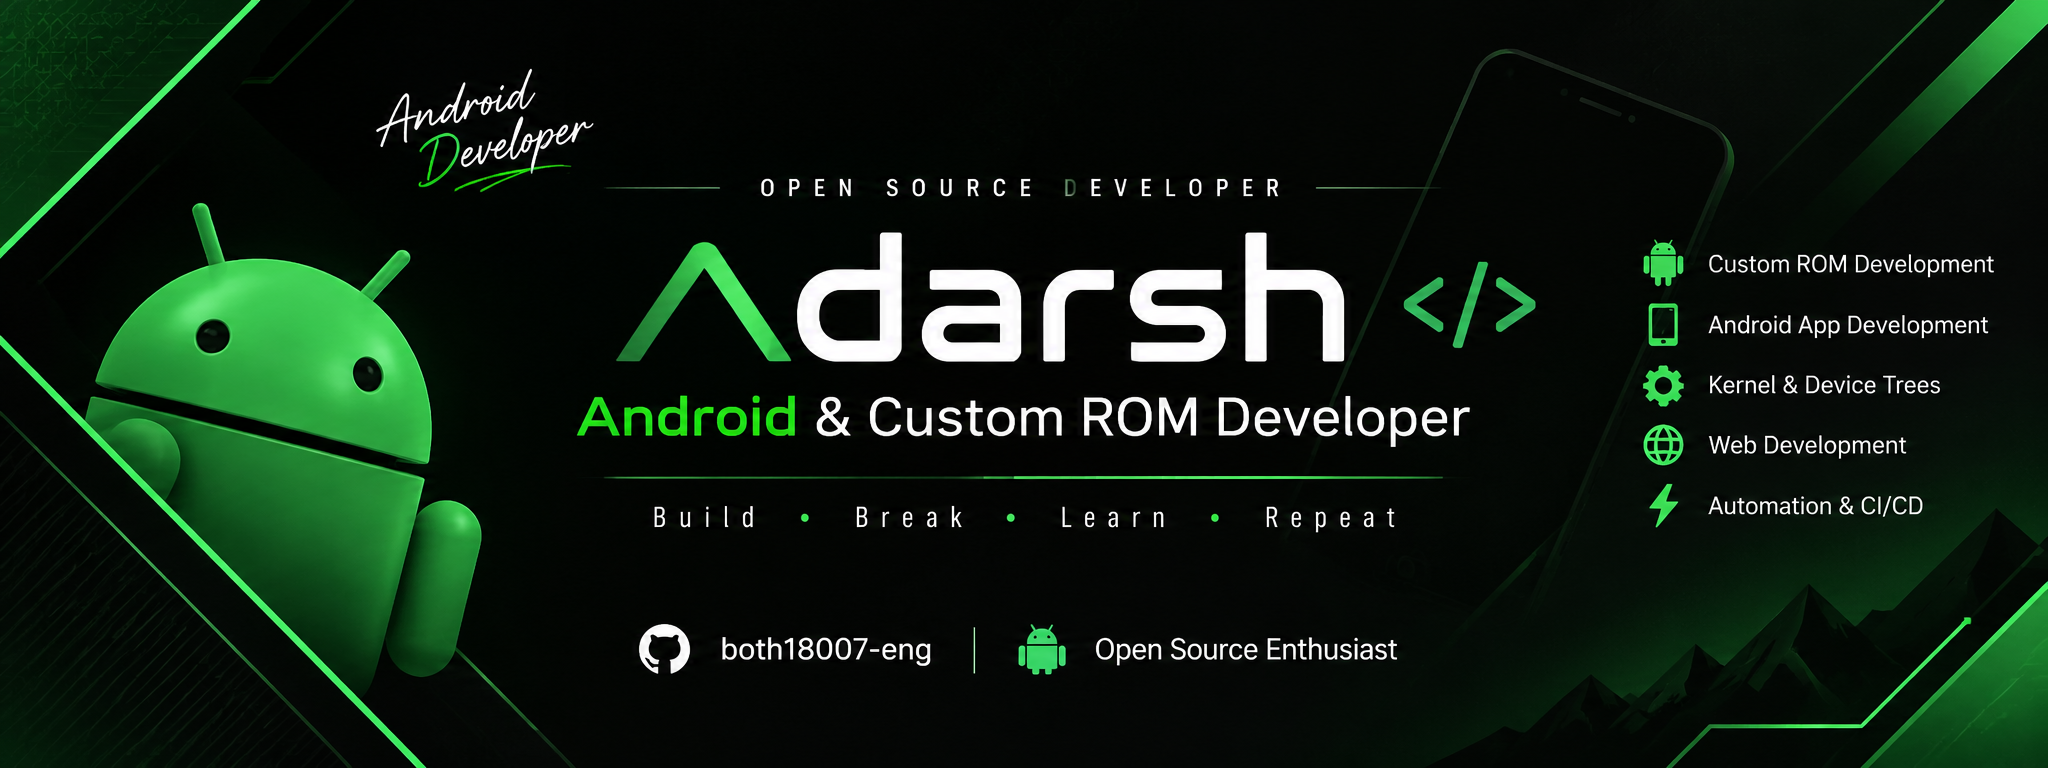 Android
Developer
OPEN SOURCE DEVELOPER
Adarsh </>
Android & Custom ROM Developer
Build • Break • Learn • Repeat
both18007-eng | Open Source Enthusiast
Custom ROM Development
Android App Development
Kernel & Device Trees
Web Development
Automation & CI/CD